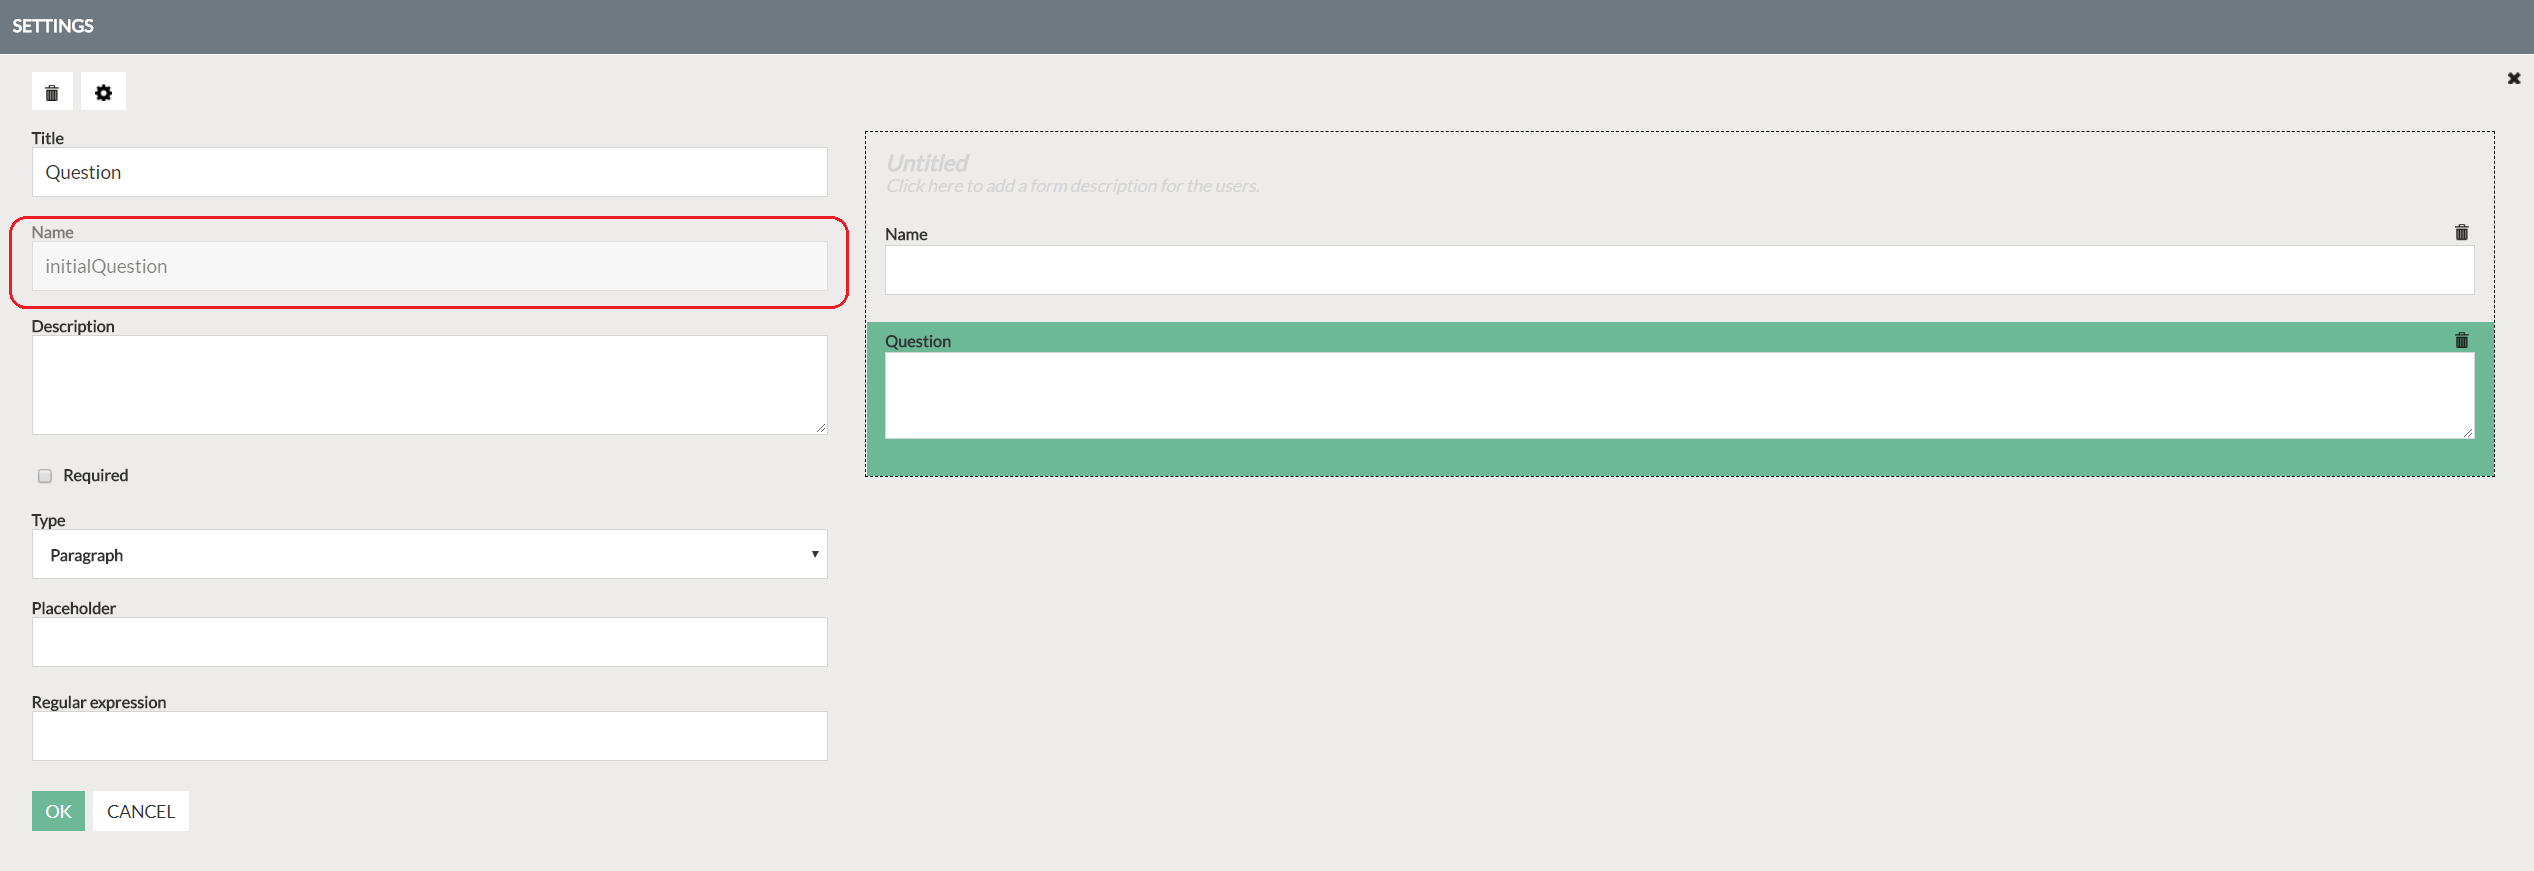 SETTINGS
Title
Question
Name
initialQuestion
Description
Required
Type
Paragraph
Placeholder
Regular expression
OK
CANCEL
Untitled
Click here to add a form description for the users.
Name
Question